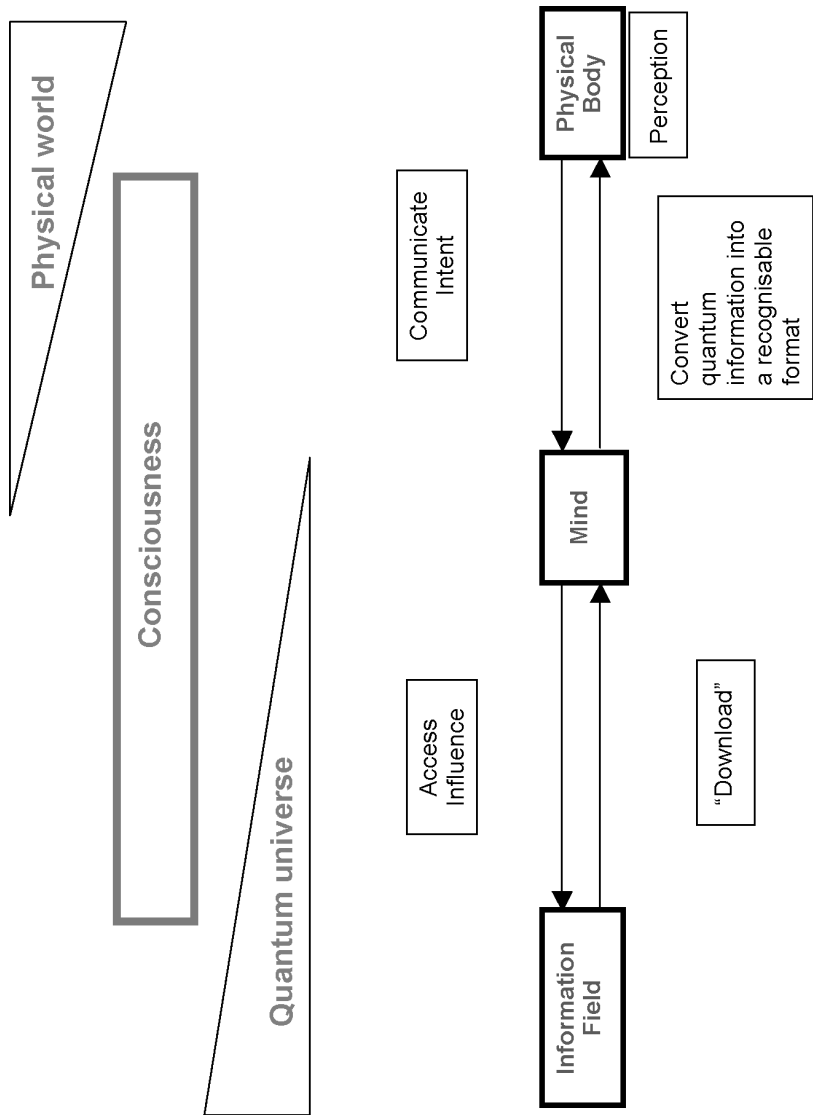 Physical world
Consciousness
Quantum universe
Communicate
Intent
Access
Influence
Information
Field
Mind
Physical
Body
Perception
"Download"
Convert
quantum
information into
a recognisable
format